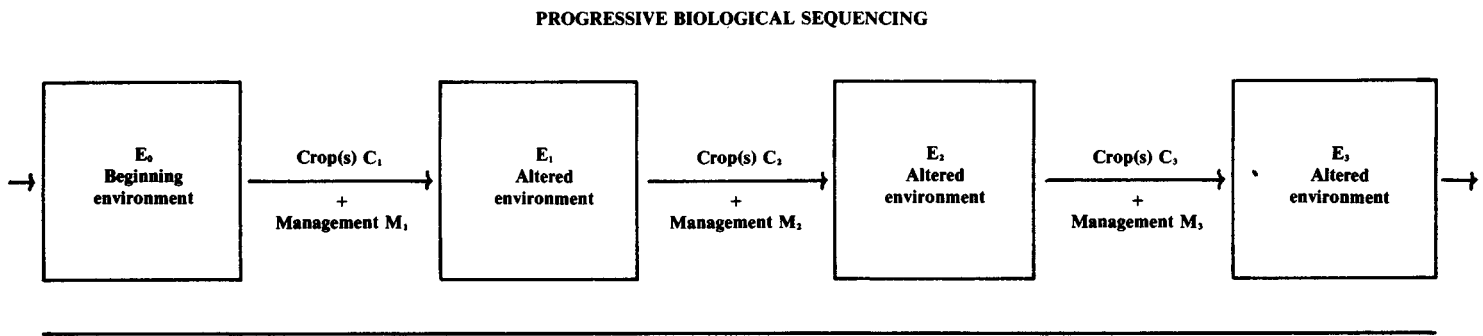 PROGRESSIVE BIOLOGICAL SEQUENCING
E₀
Beginning
environment
Crop(s) C₁
+
Management M₁
E₁
Altered
environment
Crop(s) C₂
+
Management M₂
E₂
Altered
environment
Crop(s) C₃
+
Management M₃
E₃
Altered
environment